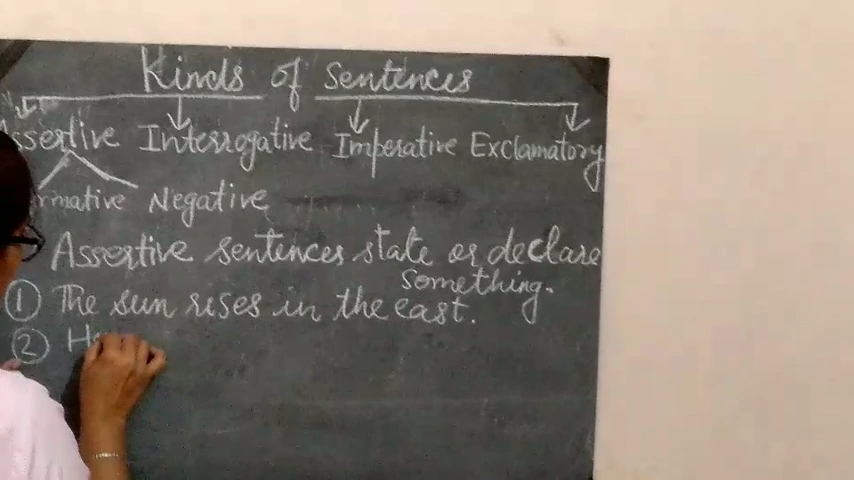 Kinds of Sentences
Assertive Interrogative Imperative Exclamatory
Negative
Assertive sentences state or declare
something.
1 The sun rises in the east.
2